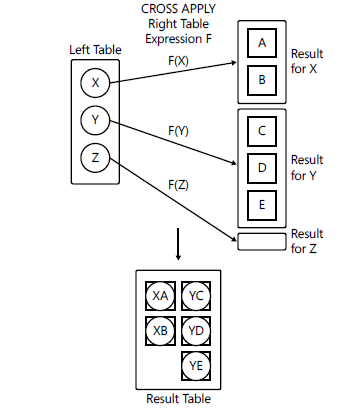 CROSS APPLY
Right Table
Expression F
Left Table
F(X)
F(Y)
F(Z)
X
Y
Z
A
B
Result
for X
C
D
E
Result
for Y
Result
for Z
XA YC
XB YD
YE
Result Table